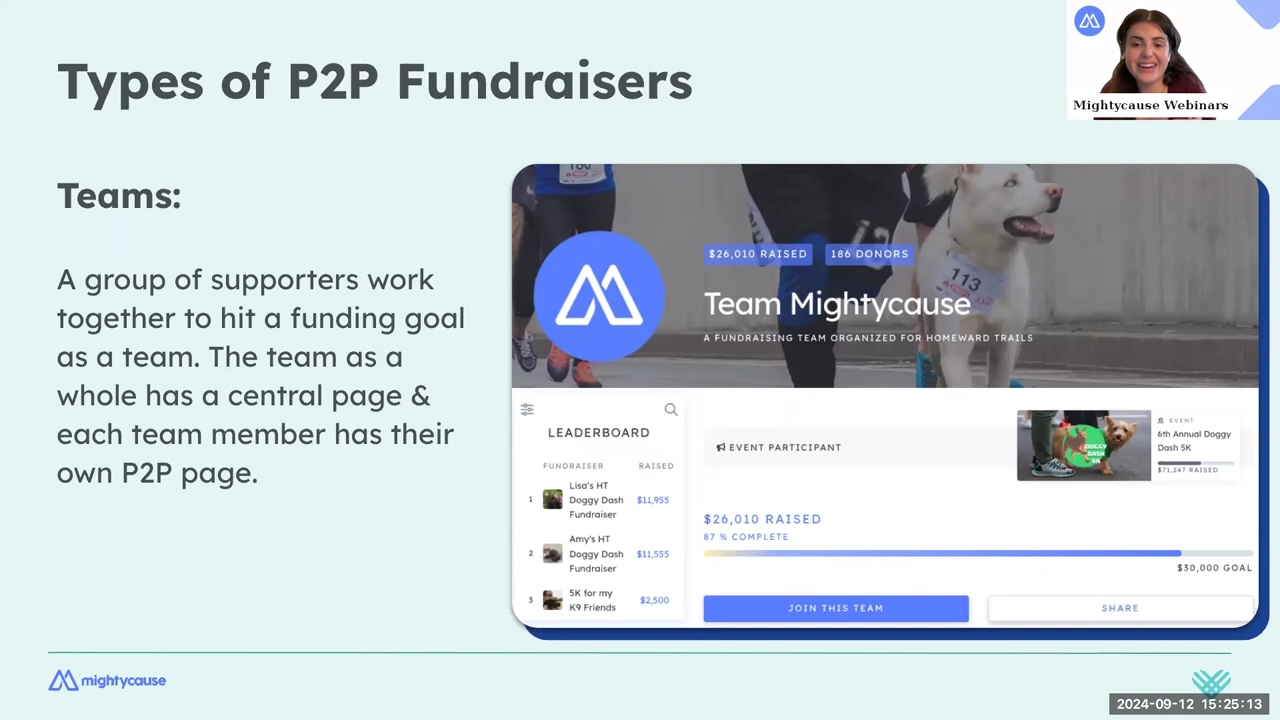 Types of P2P Fundraisers
Mightycause Webinars
Teams:
A group of supporters work
together to hit a funding goal
as a team. The team as a
whole has a central page &
each team member has their
own P2P page.
$26,010 RAISED
186 DONORS
Team Mightycause
A FUNDRAISING TEAM ORGANIZED FOR HOMEWARD TRAILS
113
12
LEADERBOARD
FUNDRAISER RAISED
1 Lisa's HT
Doggy Dash
Fundraiser
$11,955
2 Amy's HT
Doggy Dash
Fundraiser
$11,555
3 5K for my
K9 Friends
$2,500
EVENT PARTICIPANT
DOGGY
DASH
5K
EVENT
6th Annual Doggy
Dash 5K
$71,247 RAISED
$26,010 RAISED
87 % COMPLETE
$30,000 GOAL
JOIN THIS TEAM
SHARE
mightycause
2024-09-12 15:25:13